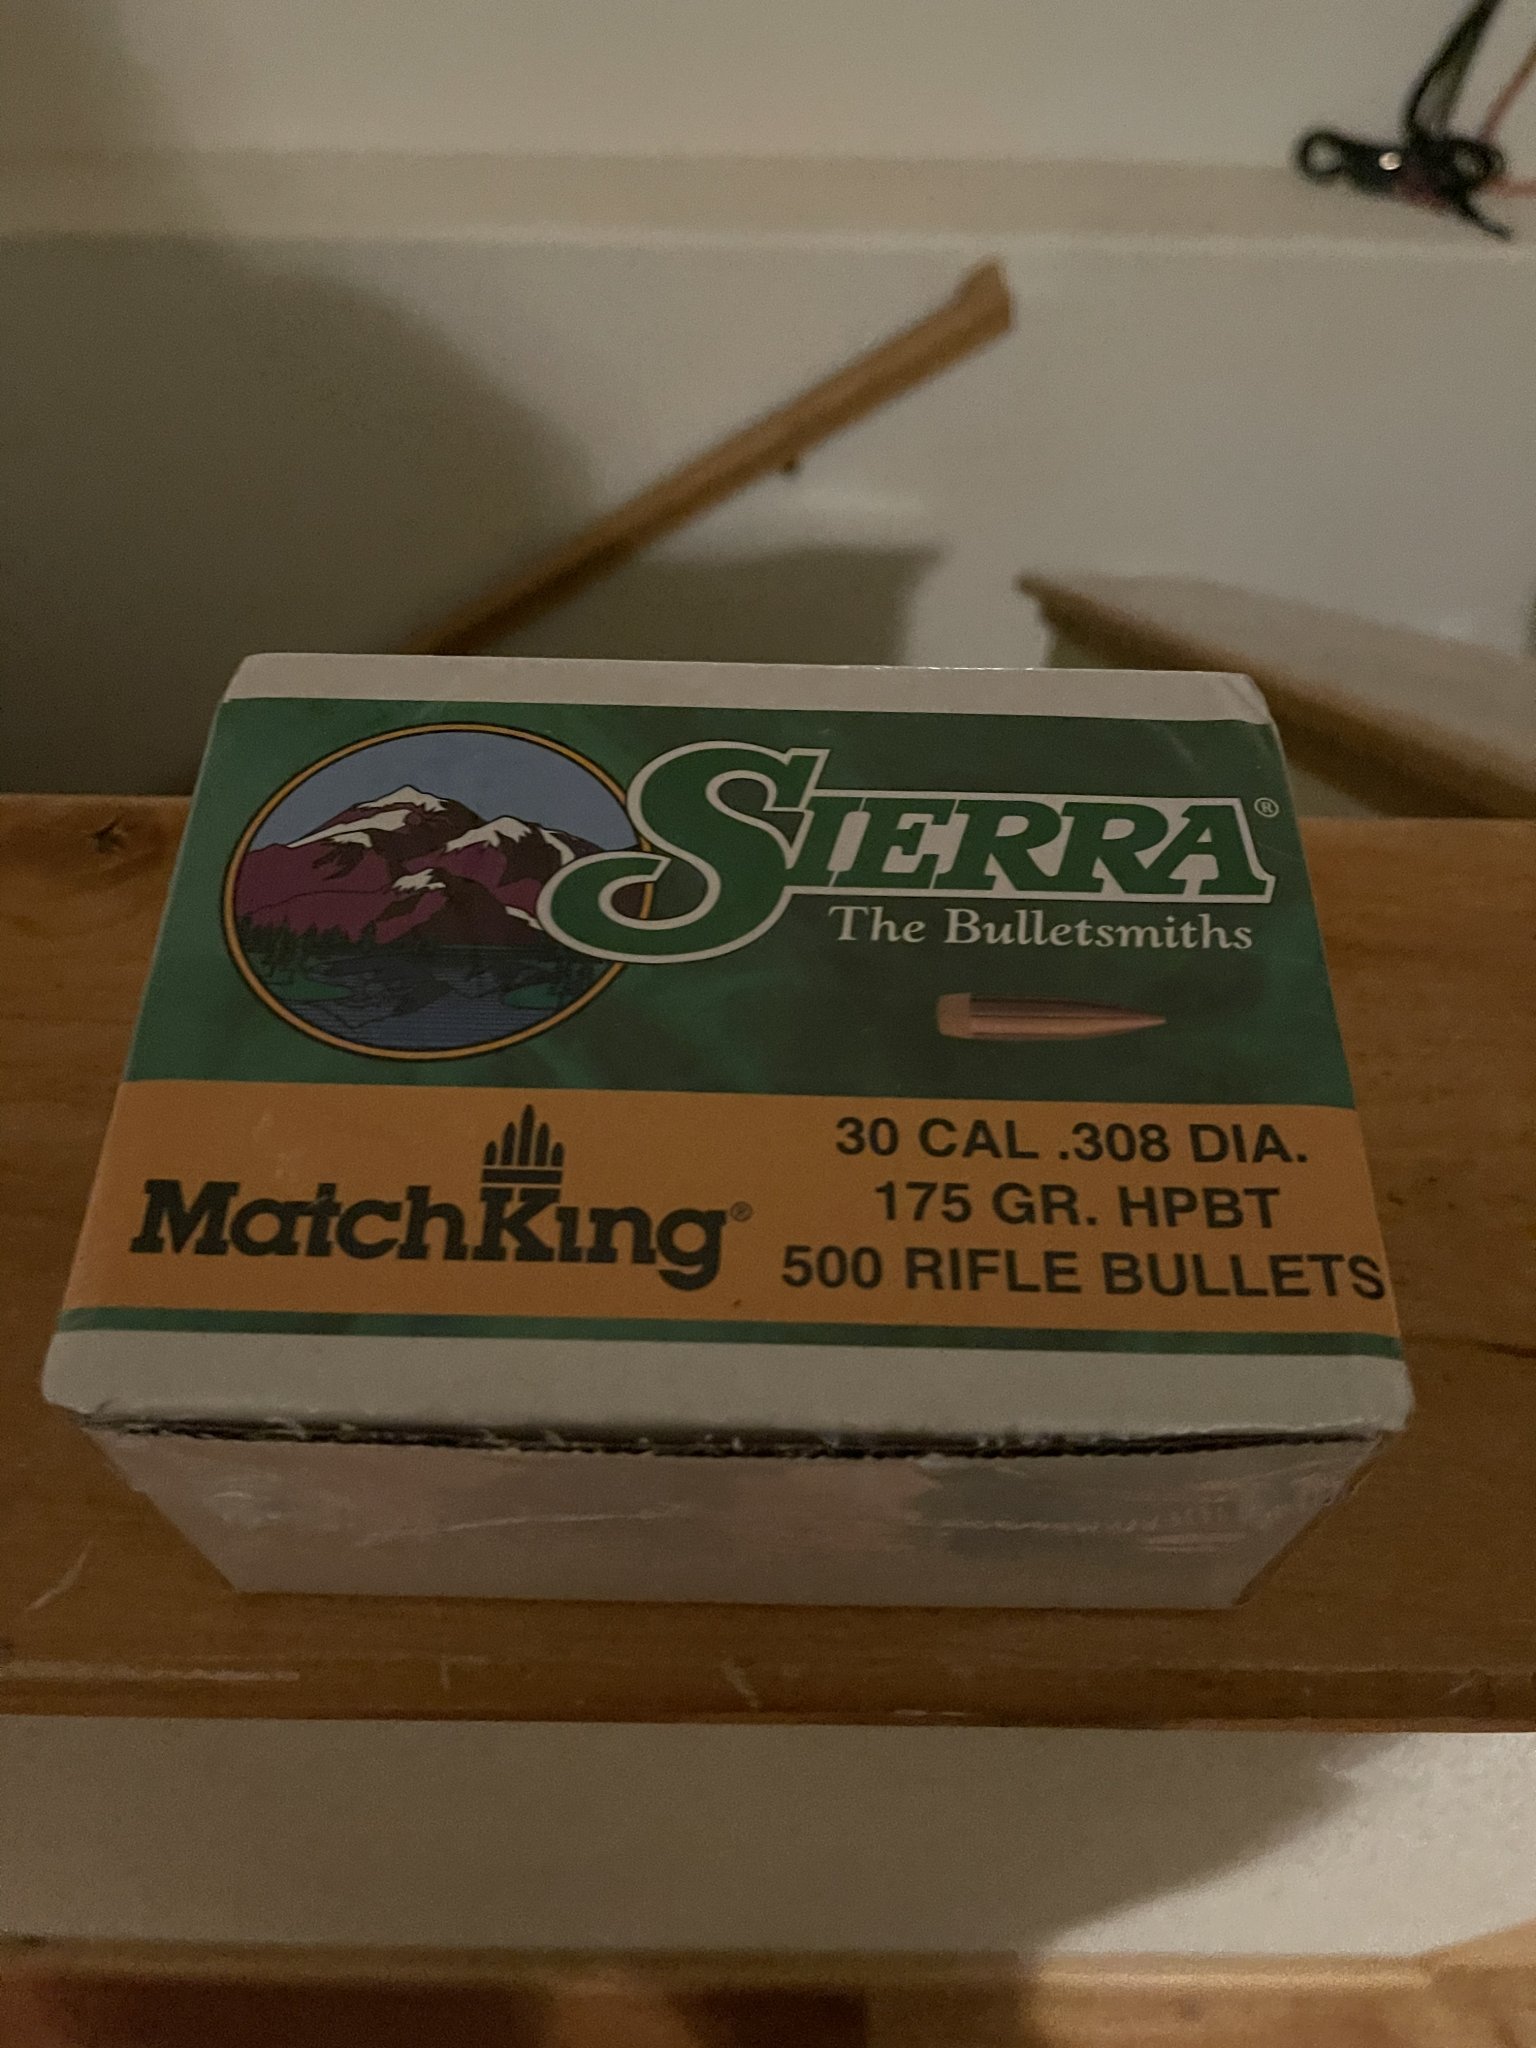 SIERRA®
The Bulletsmiths
MatchKing®
30 CAL .308 DIA.
175 GR. HPBT
500 RIFLE BULLETS